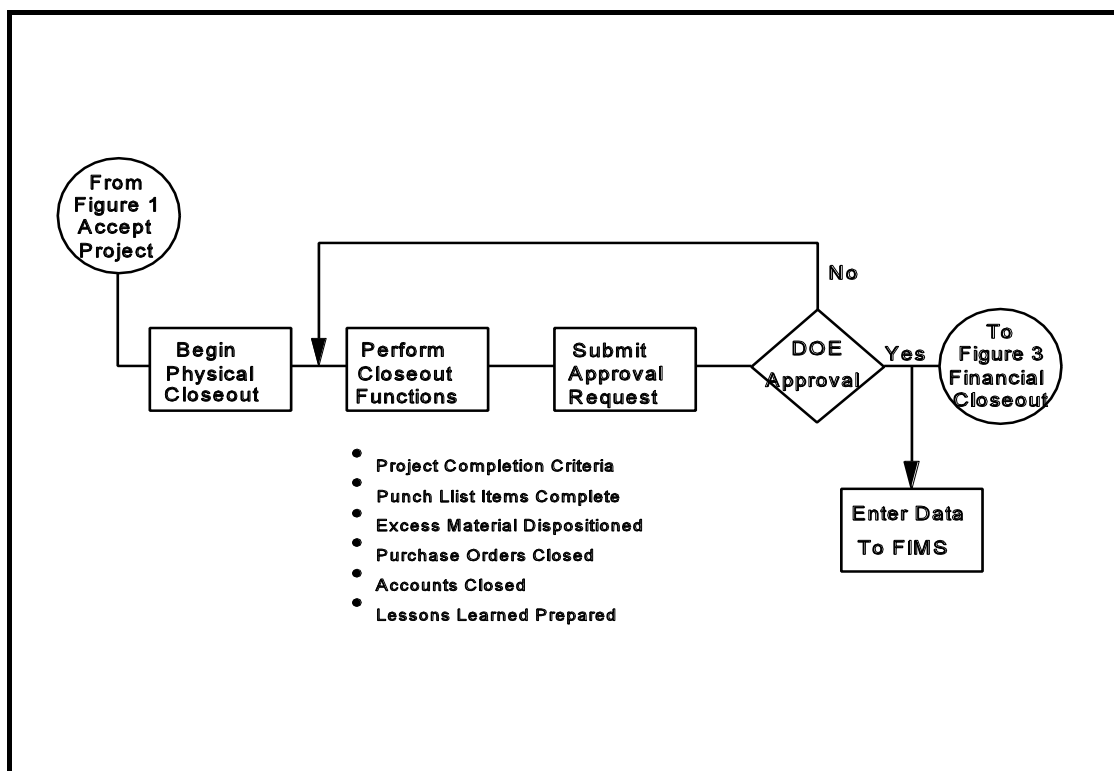 From
Figure 1
Accept
Project
Begin
Physical
Closeout
Perform
Closeout
Functions
Submit
Approval
Request
DOE
Approval
No
Yes
To
Figure 3
Financial
Closeout
Enter Data
To FIMS
• Project Completion Criteria
• Punch Llist Items Complete
• Excess Material Dispositioned
• Purchase Orders Closed
• Accounts Closed
• Lessons Learned Prepared